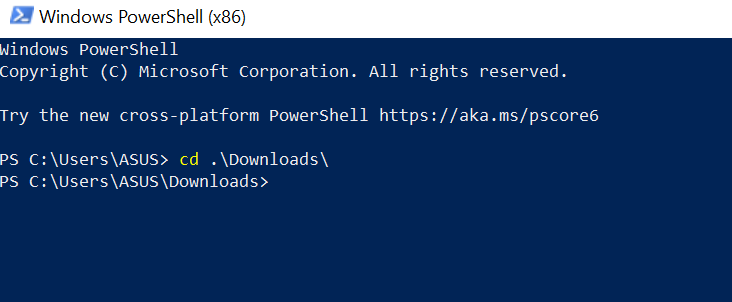 Windows PowerShell (x86)
Windows PowerShell
Copyright (C) Microsoft Corporation. All rights reserved.
Try the new cross-platform PowerShell https://aka.ms/pscore6
PS C:\Users\ASUS> cd .\Downloads\
PS C:\Users\ASUS\Downloads>